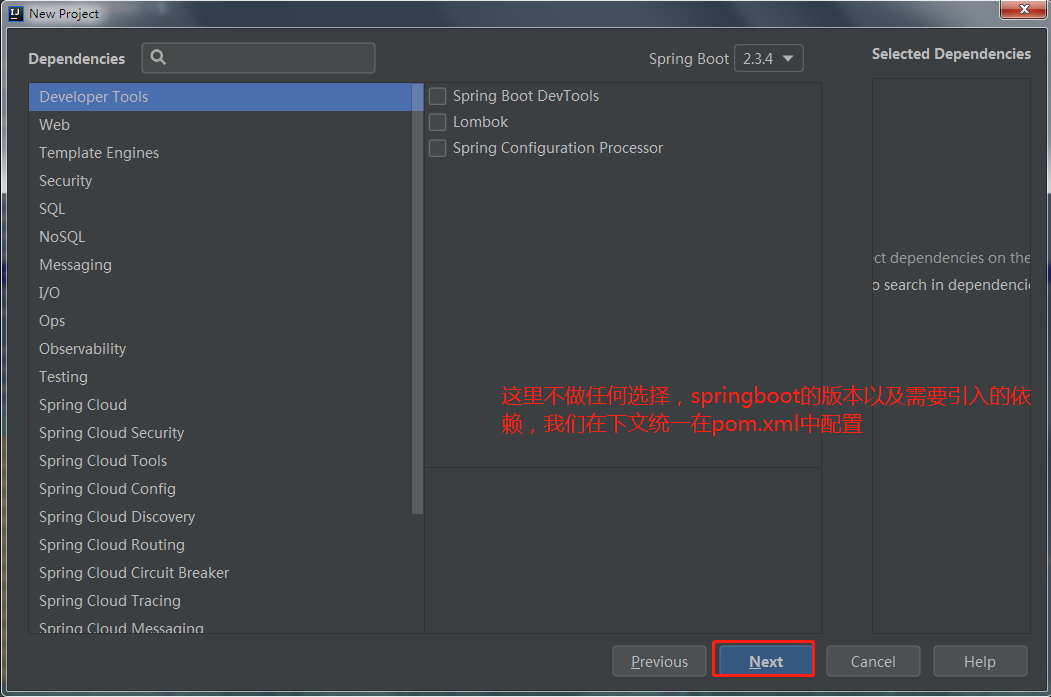 New Project
Dependencies
Spring Boot 2.3.4
Selected Dependencies
Developer Tools
Web
Template Engines
Security
SQL
NoSQL
Messaging
I/O
Ops
Observability
Testing
Spring Cloud
Spring Cloud Security
Spring Cloud Tools
Spring Cloud Config
Spring Cloud Discovery
Spring Cloud Routing
Spring Cloud Circuit Breaker
Spring Cloud Tracing
Spring Cloud Messaging
Spring Boot DevTools
Lombok
Spring Configuration Processor
ct dependencies on the
o search in dependenci
这里不做任何选择，springboot的版本以及需要引入的依
赖，我们在下文统一在pom.xml中配置
Previous
Next
Cancel
Help